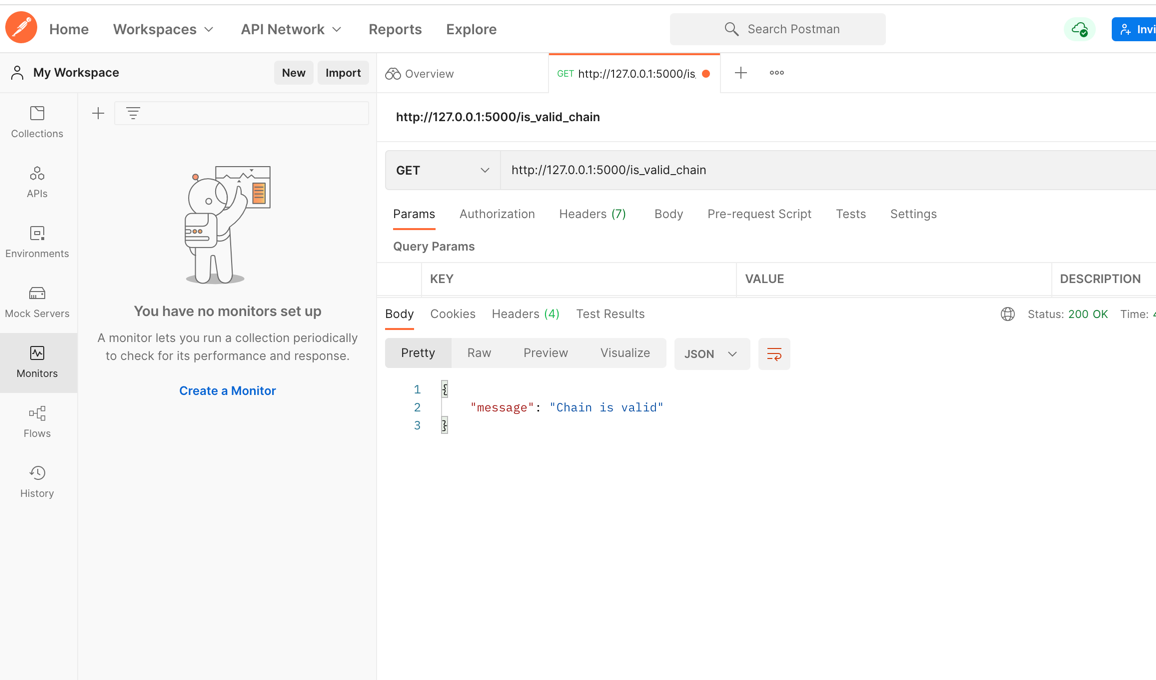 Home Workspaces API Network Reports Explore Search Postman Invi
My Workspace New Import Overview GET http://127.0.0.1:5000/is_
Collections
APIs
Environments
Mock Servers
Monitors
Flows
History
You have no monitors set up
A monitor lets you run a collection periodically
to check for its performance and response.
Create a Monitor
http://127.0.0.1:5000/is_valid_chain
GET http://127.0.0.1:5000/is_valid_chain
Params Authorization Headers (7) Body Pre-request Script Tests Settings
Query Params
KEY VALUE DESCRIPTION
Body Cookies Headers (4) Test Results Status: 200 OK Time:
Pretty Raw Preview Visualize JSON
1 {
2 "message": "Chain is valid"
3 }